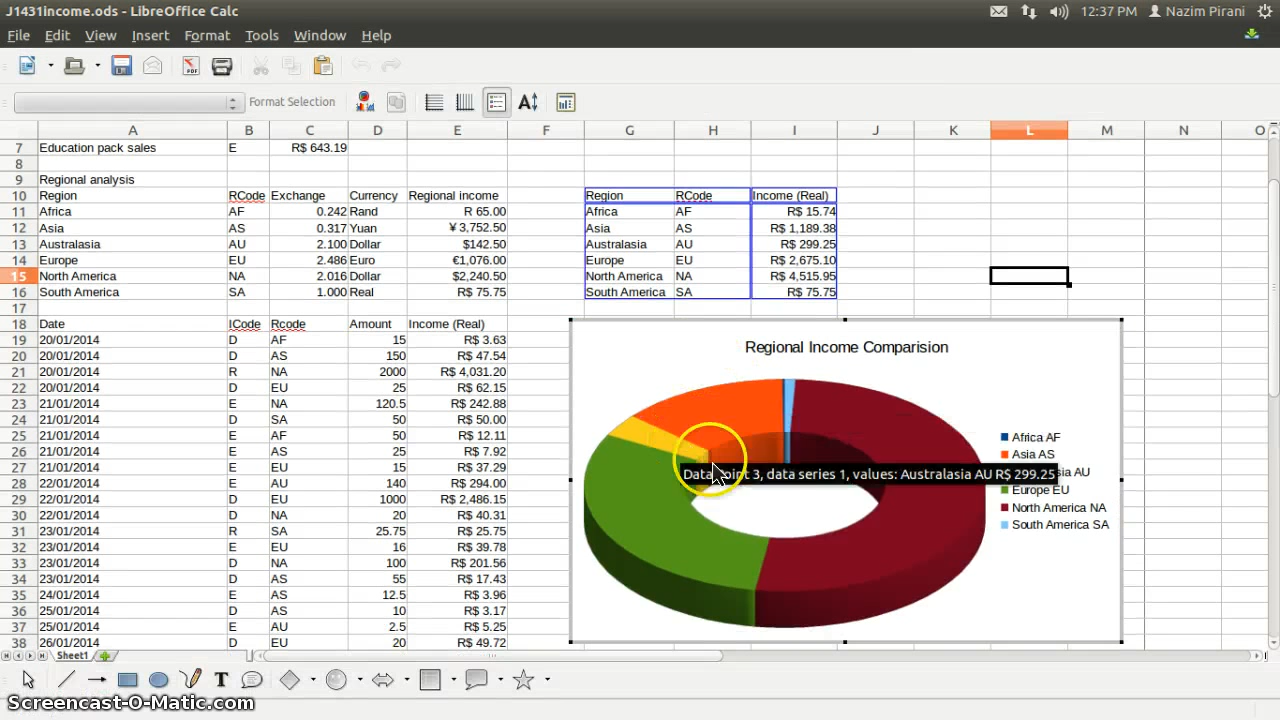 J1431income.ods - LibreOffice Calc 12:37 PM Nazim Pirani
File Edit View Insert Format Tools Window Help
Format Selection
A B C D E F G H I J K L M N O
7 Education pack sales E R$ 643.19
8
9 Regional analysis
10 Region RCode Exchange Currency Regional income Region RCode Income (Real)
11 Africa AF 0.242 Rand R 65.00 Africa AF R$ 15.74
12 Asia AS 0.317 Yuan ¥ 3,752.50 Asia AS R$ 1,189.38
13 Australasia AU 2.100 Dollar $142.50 Australasia AU R$ 299.25
14 Europe EU 2.486 Euro €1,076.00 Europe EU R$ 2,675.10
15 North America NA 2.016 Dollar $2,240.50 North America NA R$ 4,515.95
16 South America SA 1.000 Real R$ 75.75 South America SA R$ 75.75
17
18 Date ICode Rcode Amount Income (Real)
19 20/01/2014 D AF 15 R$ 3.63
20 20/01/2014 D AS 150 R$ 47.54
21 20/01/2014 R NA 2000 R$ 4,031.20
22 20/01/2014 D EU 25 R$ 62.15
23 21/01/2014 E NA 120.5 R$ 242.88
24 21/01/2014 D SA 50 R$ 50.00
25 21/01/2014 E AF 50 R$ 12.11
26 21/01/2014 E AS 25 R$ 7.92
27 21/01/2014 E EU 15 R$ 37.29
28 22/01/2014 E AU 140 R$ 294.00
29 22/01/2014 D EU 1000 R$ 2,486.15
30 22/01/2014 D NA 20 R$ 40.31
31 23/01/2014 R SA 25.75 R$ 25.75
32 23/01/2014 E EU 16 R$ 39.78
33 23/01/2014 D NA 100 R$ 201.56
34 23/01/2014 D AS 55 R$ 17.43
35 24/01/2014 E AS 12.5 R$ 3.96
36 25/01/2014 D AS 10 R$ 3.17
37 25/01/2014 E AU 2.5 R$ 5.25
38 26/01/2014 D EU 20 R$ 49.72
Regional Income Comparision
Africa AF
Asia AS
sia AU
Europe EU
North America NA
South America SA
Data point 3, data series 1, values: Australasia AU R$ 299.25
Sheet1
Screencast-O-Matic.com